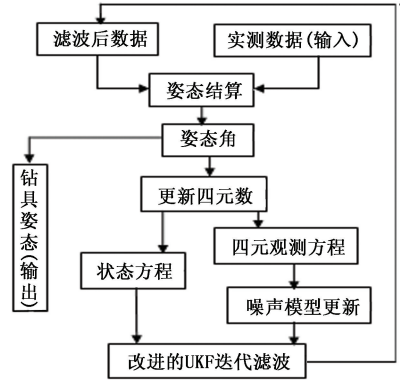 滤波后数据
实测数据(输入)
姿态结算
姿态角
钻具姿态(输出)
更新四元数
四元观测方程
状态方程
噪声模型更新
改进的UKF迭代滤波